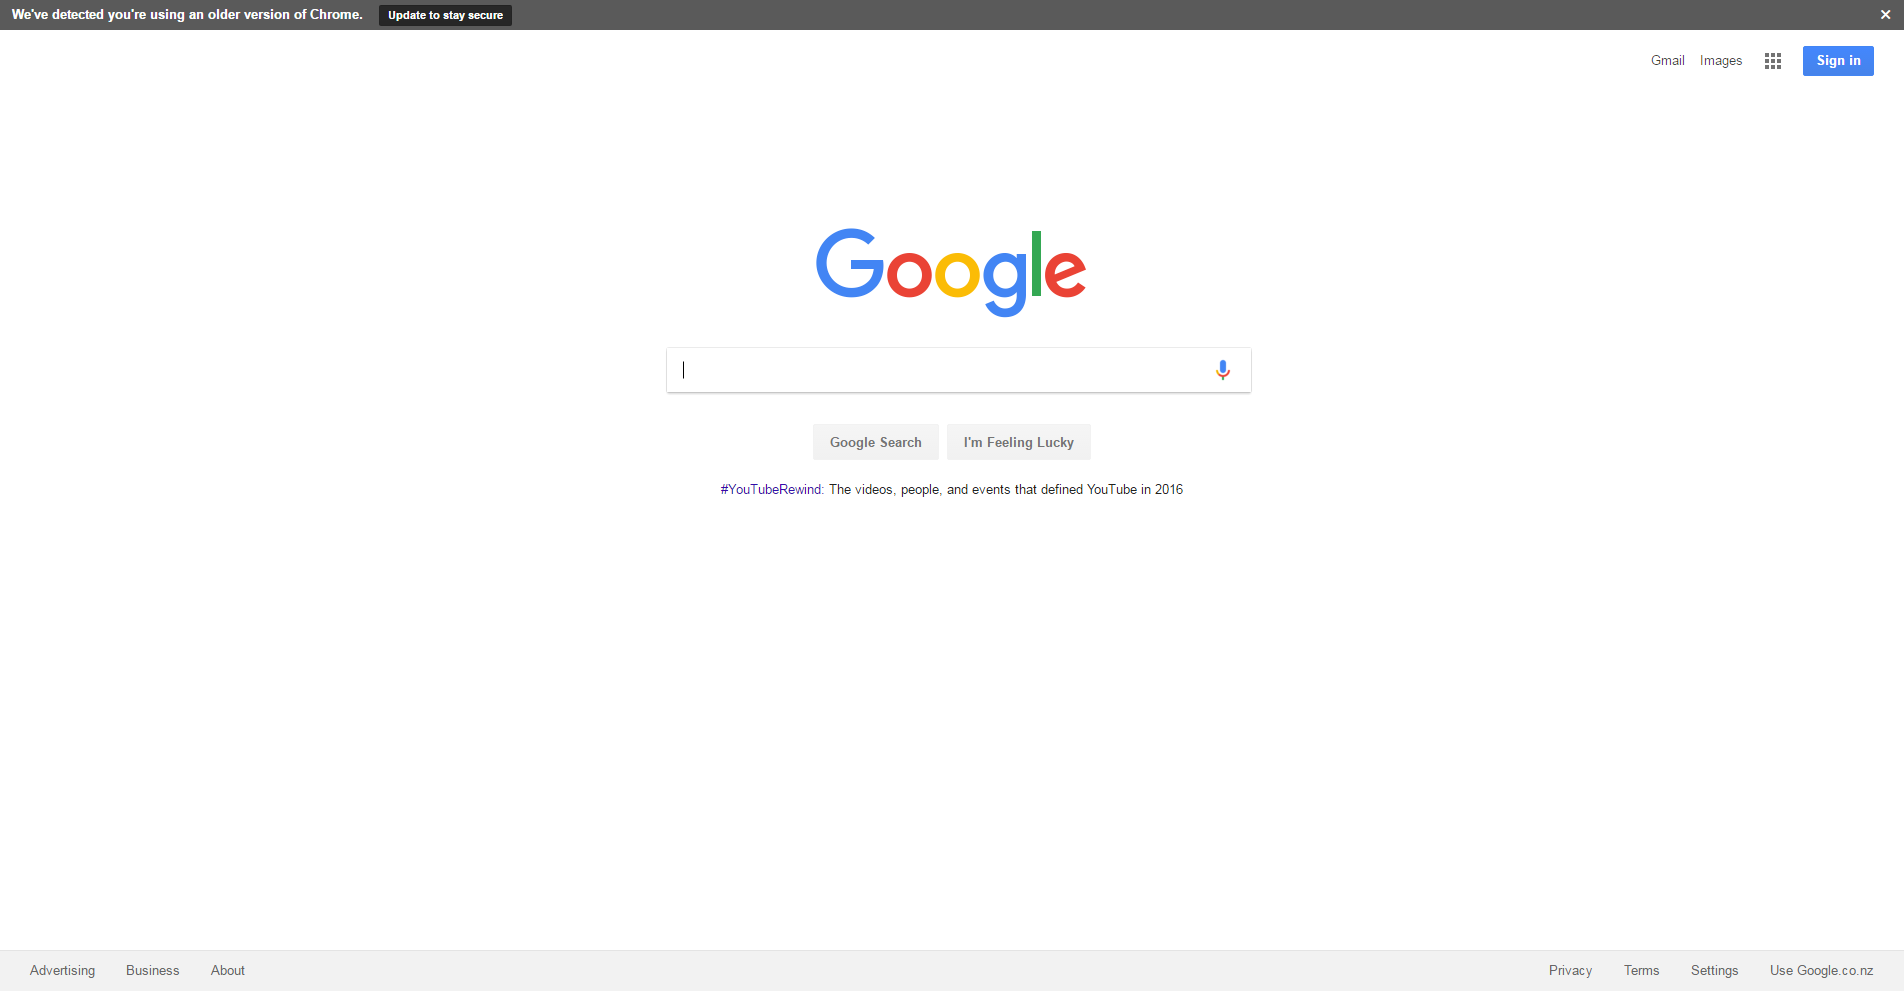 We've detected you're using an older version of Chrome. Update to stay secure
Gmail Images Sign in
Google
Google Search I'm Feeling Lucky
#YouTubeRewind: The videos, people, and events that defined YouTube in 2016
Advertising Business About Privacy Terms Settings Use Google.co.nz